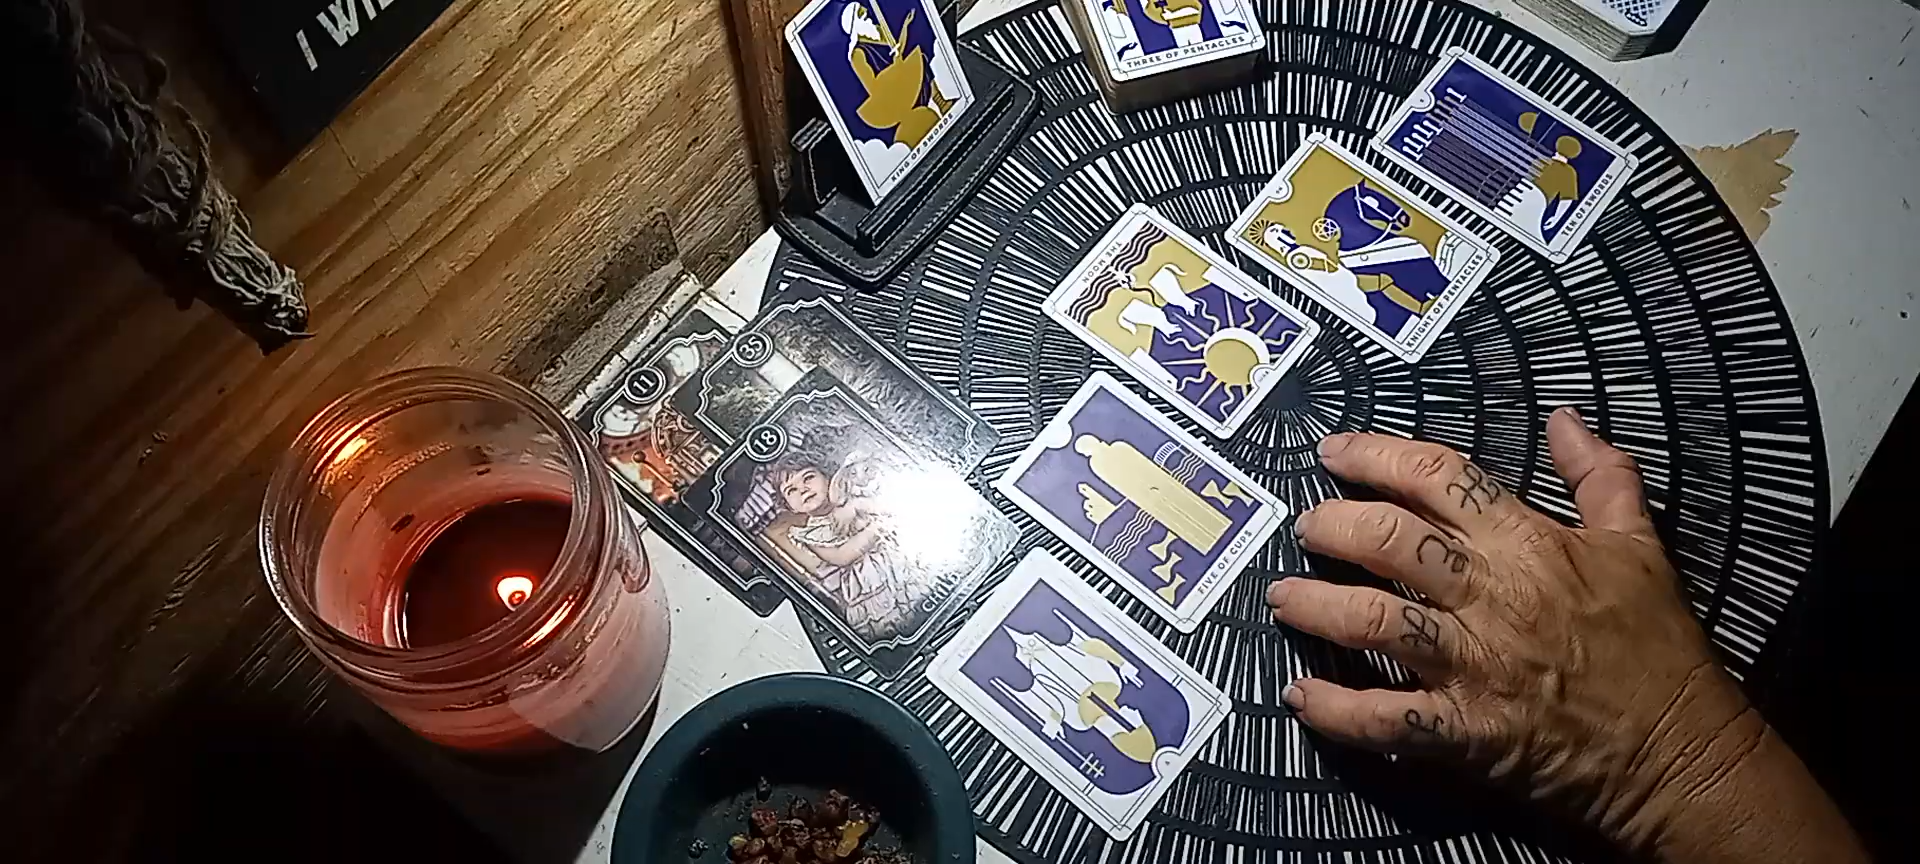 I WIL
KING OF SWORDS
THREE OF PENTACLES
TEN OF SWORDS
KNIGHT OF PENTACLES
THE MOON
FIVE OF CUPS
11
35
18